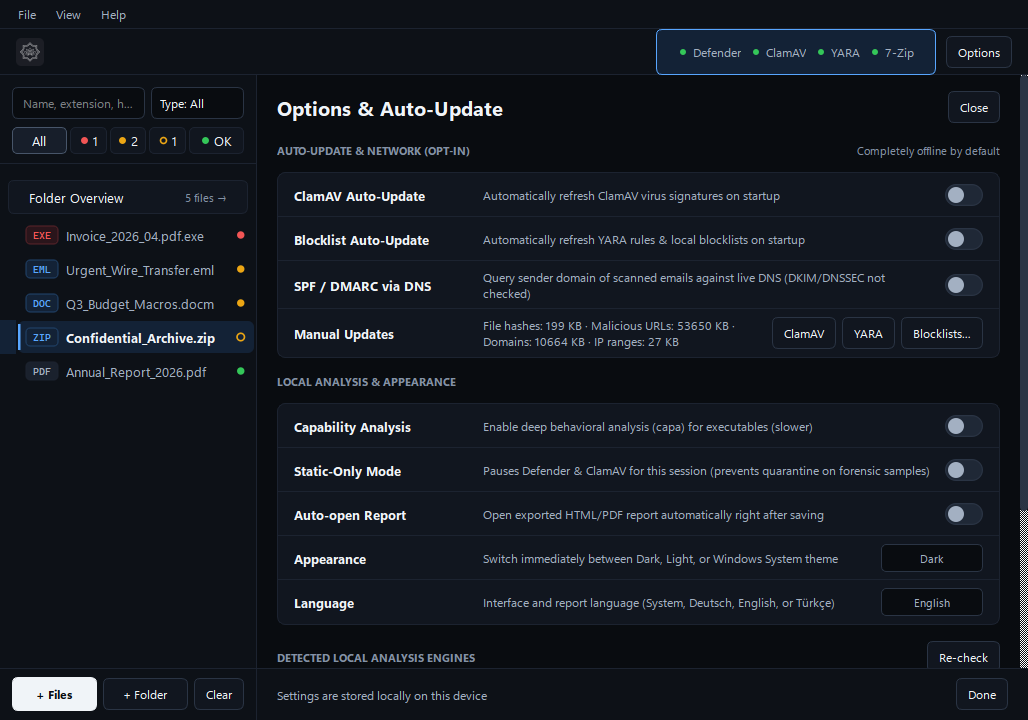 File View Help
Defender ClamAV YARA 7-Zip Options
Name, extension, h... Type: All
All 1 2 1 OK
Folder Overview 5 files →
EXE Invoice_2026_04.pdf.exe
EML Urgent_Wire_Transfer.eml
DOC Q3_Budget_Macros.docm
ZIP Confidential_Archive.zip
PDF Annual_Report_2026.pdf
+ Files + Folder Clear
Options & Auto-Update Close
AUTO-UPDATE & NETWORK (OPT-IN) Completely offline by default
ClamAV Auto-Update Automatically refresh ClamAV virus signatures on startup
Blocklist Auto-Update Automatically refresh YARA rules & local blocklists on startup
SPF / DMARC via DNS Query sender domain of scanned emails against live DNS (DKIM/DNSSEC not
checked)
Manual Updates File hashes: 199 KB · Malicious URLs: 53650 KB ·
Domains: 10664 KB · IP ranges: 27 KB
ClamAV YARA Blocklists...
LOCAL ANALYSIS & APPEARANCE
Capability Analysis Enable deep behavioral analysis (capa) for executables (slower)
Static-Only Mode Pauses Defender & ClamAV for this session (prevents quarantine on forensic samples)
Auto-open Report Open exported HTML/PDF report automatically right after saving
Appearance Switch immediately between Dark, Light, or Windows System theme Dark
Language Interface and report language (System, Deutsch, English, or Türkçe) English
DETECTED LOCAL ANALYSIS ENGINES Re-check
Settings are stored locally on this device Done